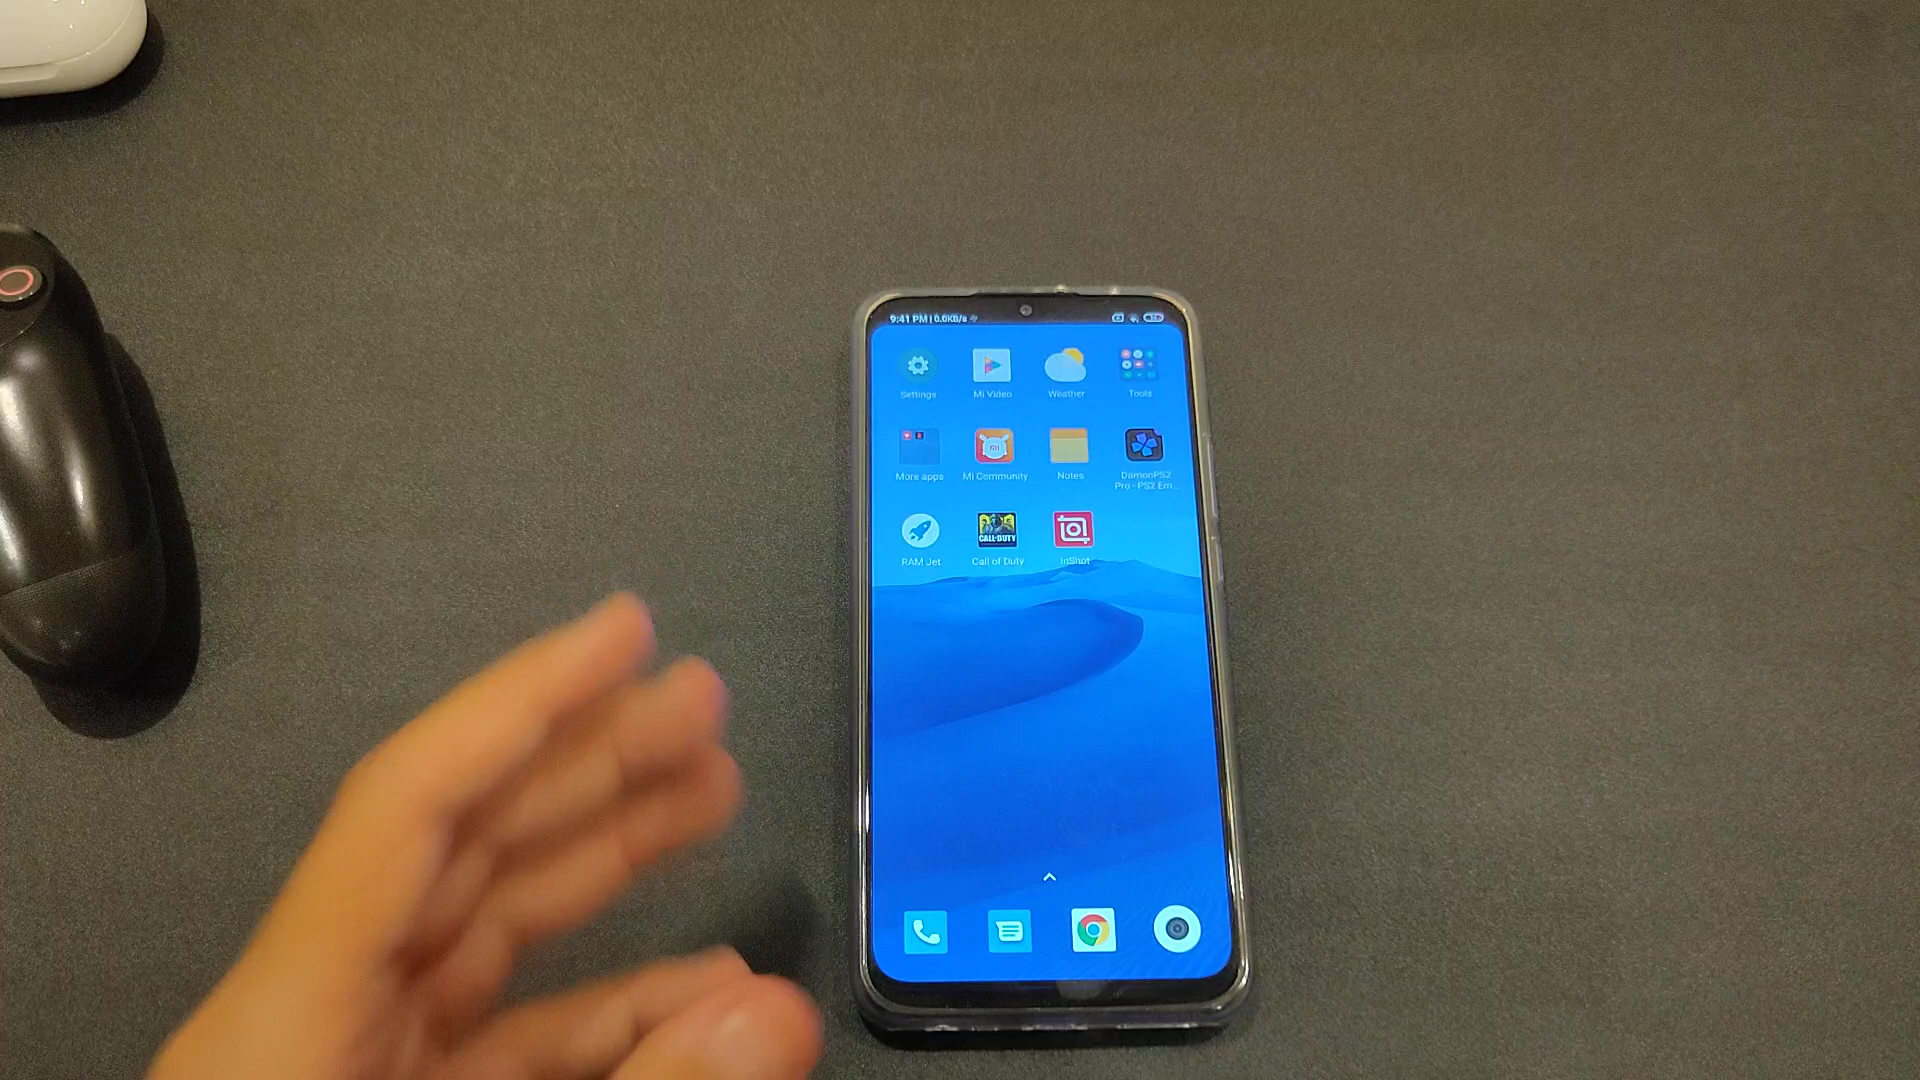 9:41 PM | 0.0KB/s
Settings
Mi Video
Weather
Tools
More apps
Mi Community
Notes
DamonPS2
Pro - PS2 Em...
RAM Jet
CALL OF DUTY
Call of Duty
InShot